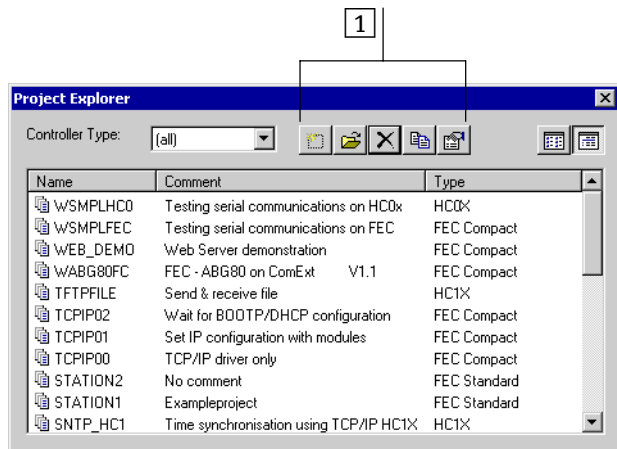 1
Project Explorer
Controller Type: (all)
Name Comment Type
WSMPLHC0 Testing serial communications on HC0x HC0X
WSMPLFEC Testing serial communications on FEC FEC Compact
WEB_DEMO Web Server demonstration FEC Compact
WABG80FC FEC - ABG80 on ComExt V1.1 FEC Compact
TFTPFILE Send & receive file HC1X
TCPIP02 Wait for BOOTP/DHCP configuration FEC Compact
TCPIP01 Set IP configuration with modules FEC Compact
TCPIP00 TCP/IP driver only FEC Compact
STATION2 No comment FEC Standard
STATION1 Exampleproject FEC Standard
SNTP_HC1 Time synchronisation using TCP/IP HC1X HC1X